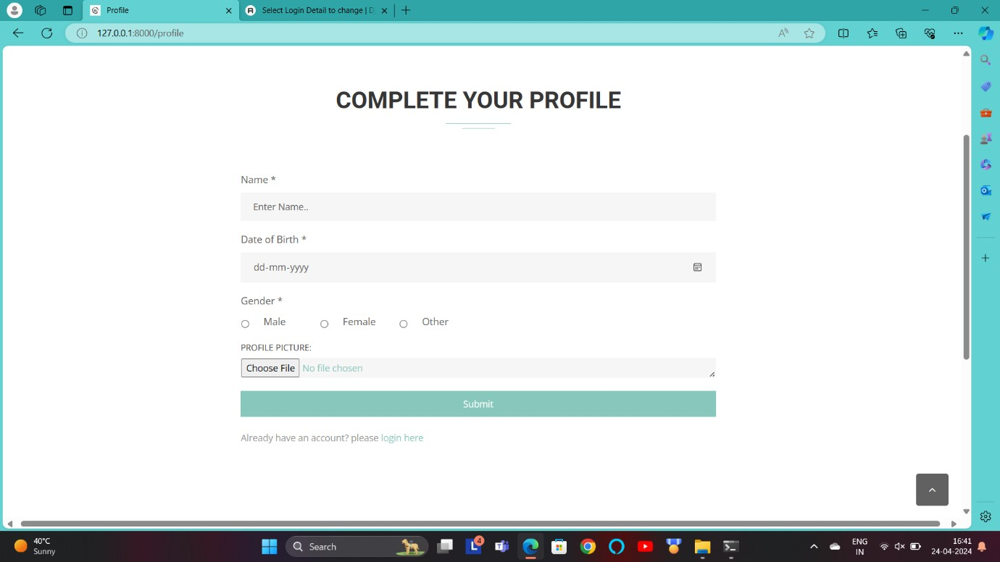 Profile
Select Login Detail to change | D
127.0.0.1:8000/profile
COMPLETE YOUR PROFILE
Name *
Enter Name..
Date of Birth *
dd-mm-yyyy
Gender *
Male Female Other
PROFILE PICTURE:
Choose File No file chosen
Submit
Already have an account? please login here
40°C
Sunny
Search
4
ENG
IN
16:41
24-04-2024